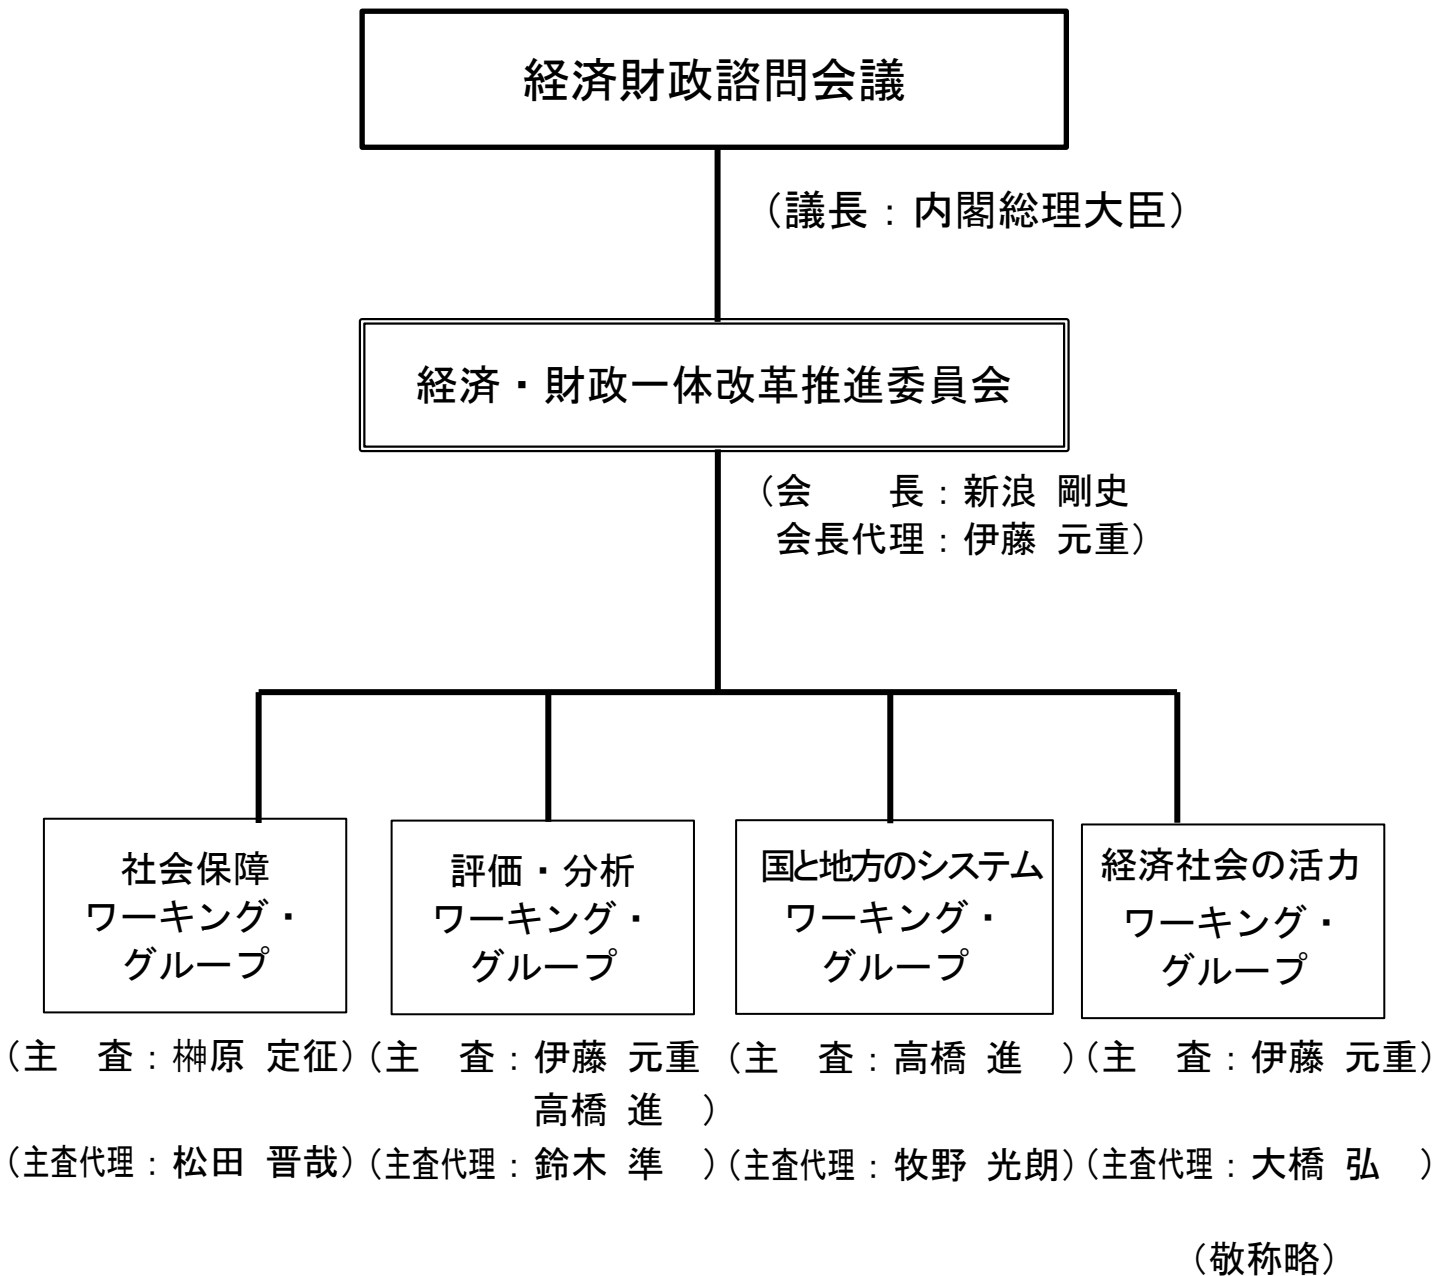 経済財政諮問会議
（議長：内閣総理大臣）
経済・財政一体改革推進委員会
（会　　長：新浪 剛史
会長代理：伊藤 元重）
社会保障
ワーキング・
グループ
（主　査：榊原 定征）
（主査代理：松田 晋哉）
評価・分析
ワーキング・
グループ
（主　査：伊藤 元重
高橋 進　）
（主査代理：鈴木 準　）
国と地方のシステム
ワーキング・
グループ
（主　査：高橋 進　）
（主査代理：牧野 光朗）
経済社会の活力
ワーキング・
グループ
（主　査：伊藤 元重）
（主査代理：大橋 弘　）
（敬称略）